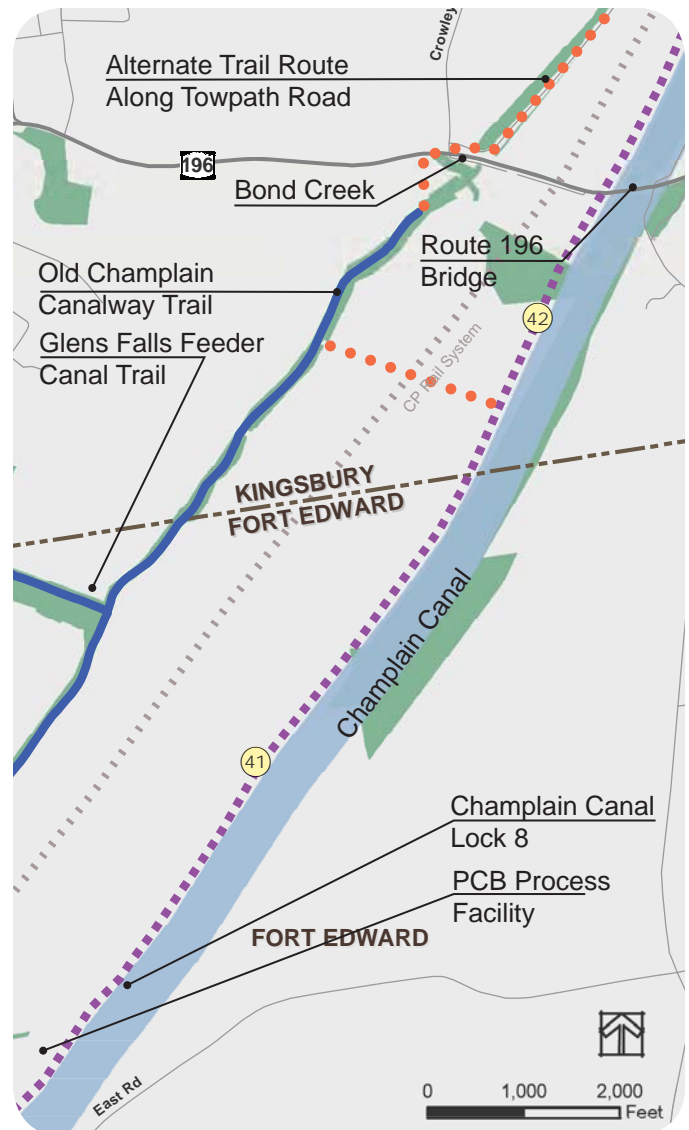 Crowley
Alternate Trail Route
Along Towpath Road
196
Bond Creek
Route 196
Bridge
Old Champlain
Canalway Trail
Glens Falls Feeder
Canal Trail
42
CP Rail System
KINGSBURY
FORT EDWARD
Champlain Canal
41
Champlain Canal
Lock 8
PCB Process
Facility
FORT EDWARD
East Rd
0 1,000 2,000
Feet